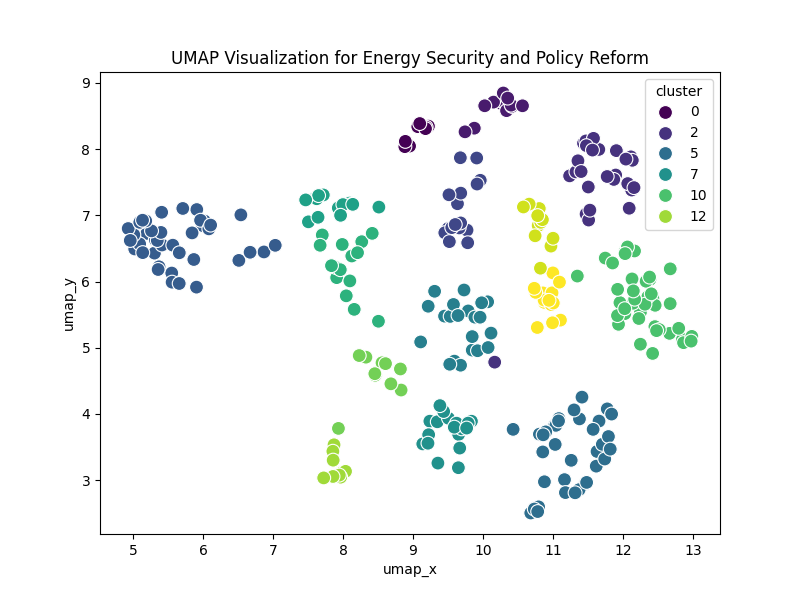 UMAP Visualization for Energy Security and Policy Reform
cluster
0
2
5
7
10
12
9
8
7
6
5
4
3
umap_y
5 6 7 8 9 10 11 12 13
umap_x